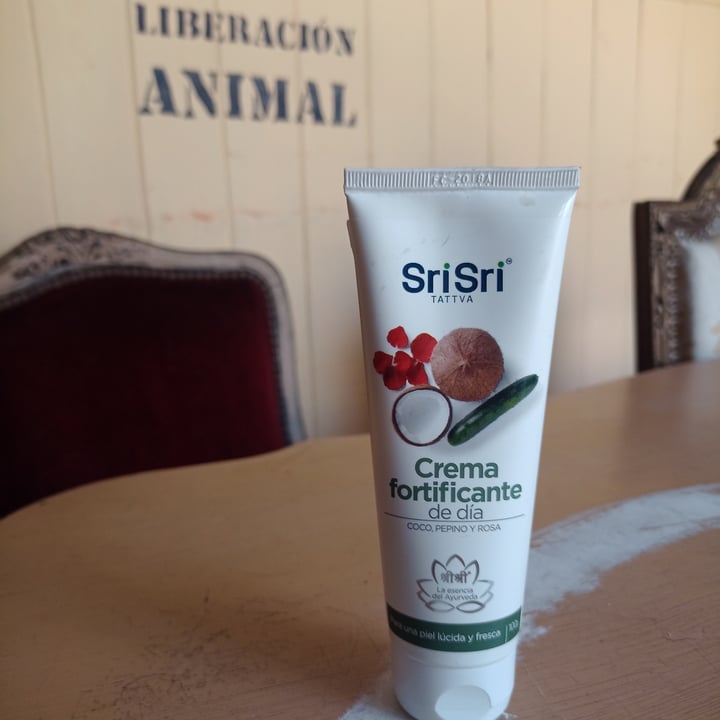 LIBERACIÓN
ANIMAL
SriSri
TATTVA
Crema
fortificante
de día
COCO, PEPINO Y ROSA
श्री श्री
La esencia
del Ayurveda
Para una piel lúcida y fresca